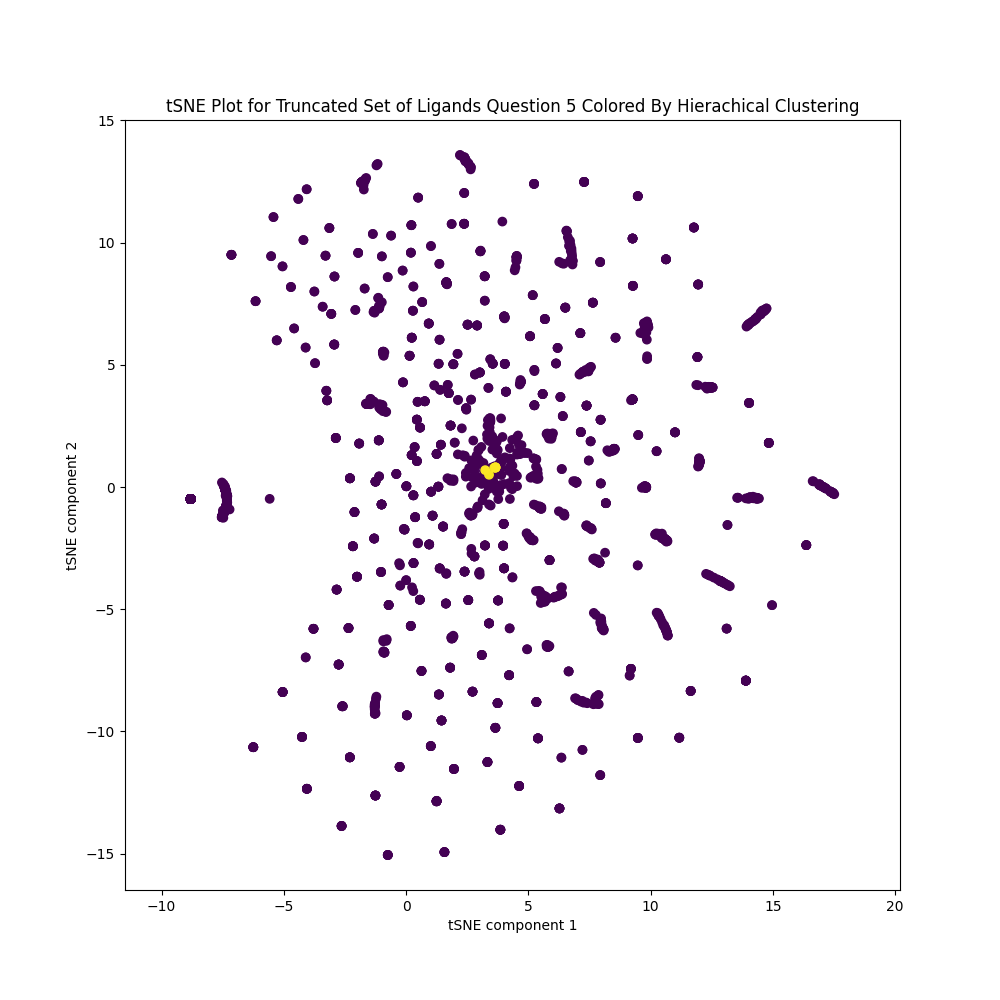 tSNE Plot for Truncated Set of Ligands Question 5 Colored By Hierachical Clustering
15
10
5
0
−5
−10
−15
tSNE component 2
−10 −5 0 5 10 15 20
tSNE component 1